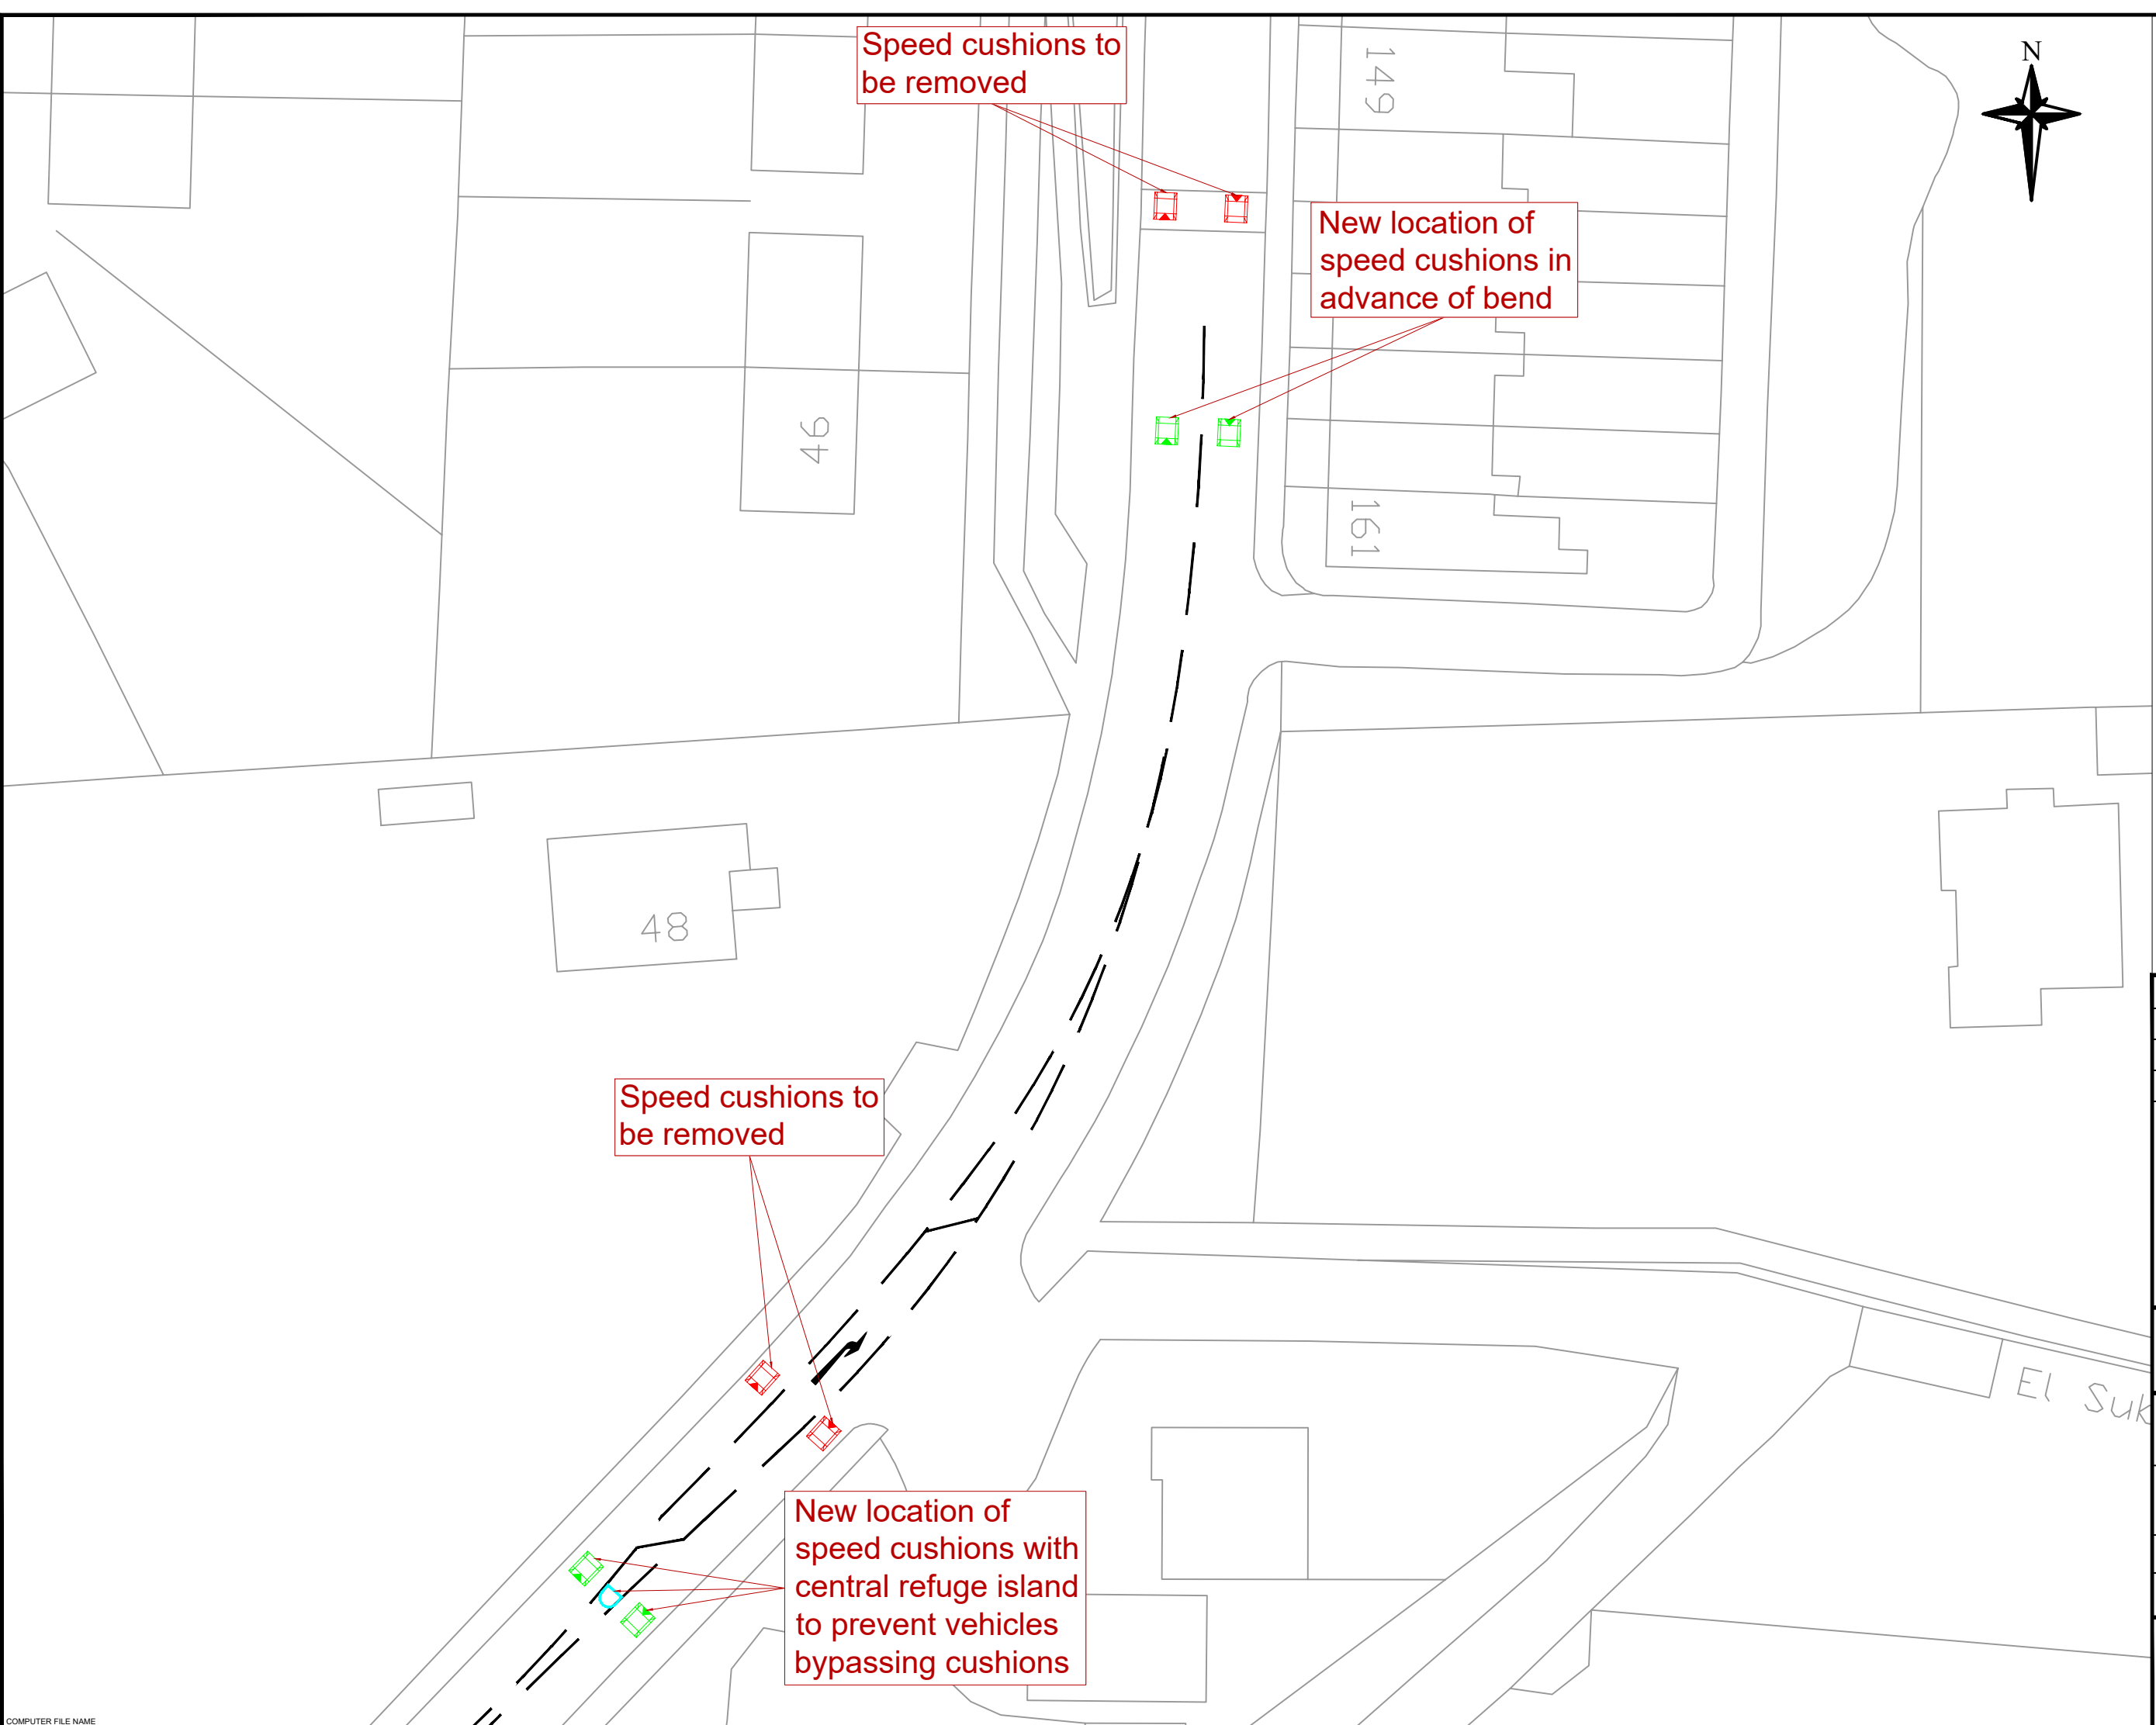 Speed cushions to
be removed
N
149
New location of
speed cushions in
advance of bend
46
161
48
Speed cushions to
be removed
El
New location of
speed cushions with
central refuge island
to prevent vehicles
bypassing cushions
COMPUTER FILE NAME